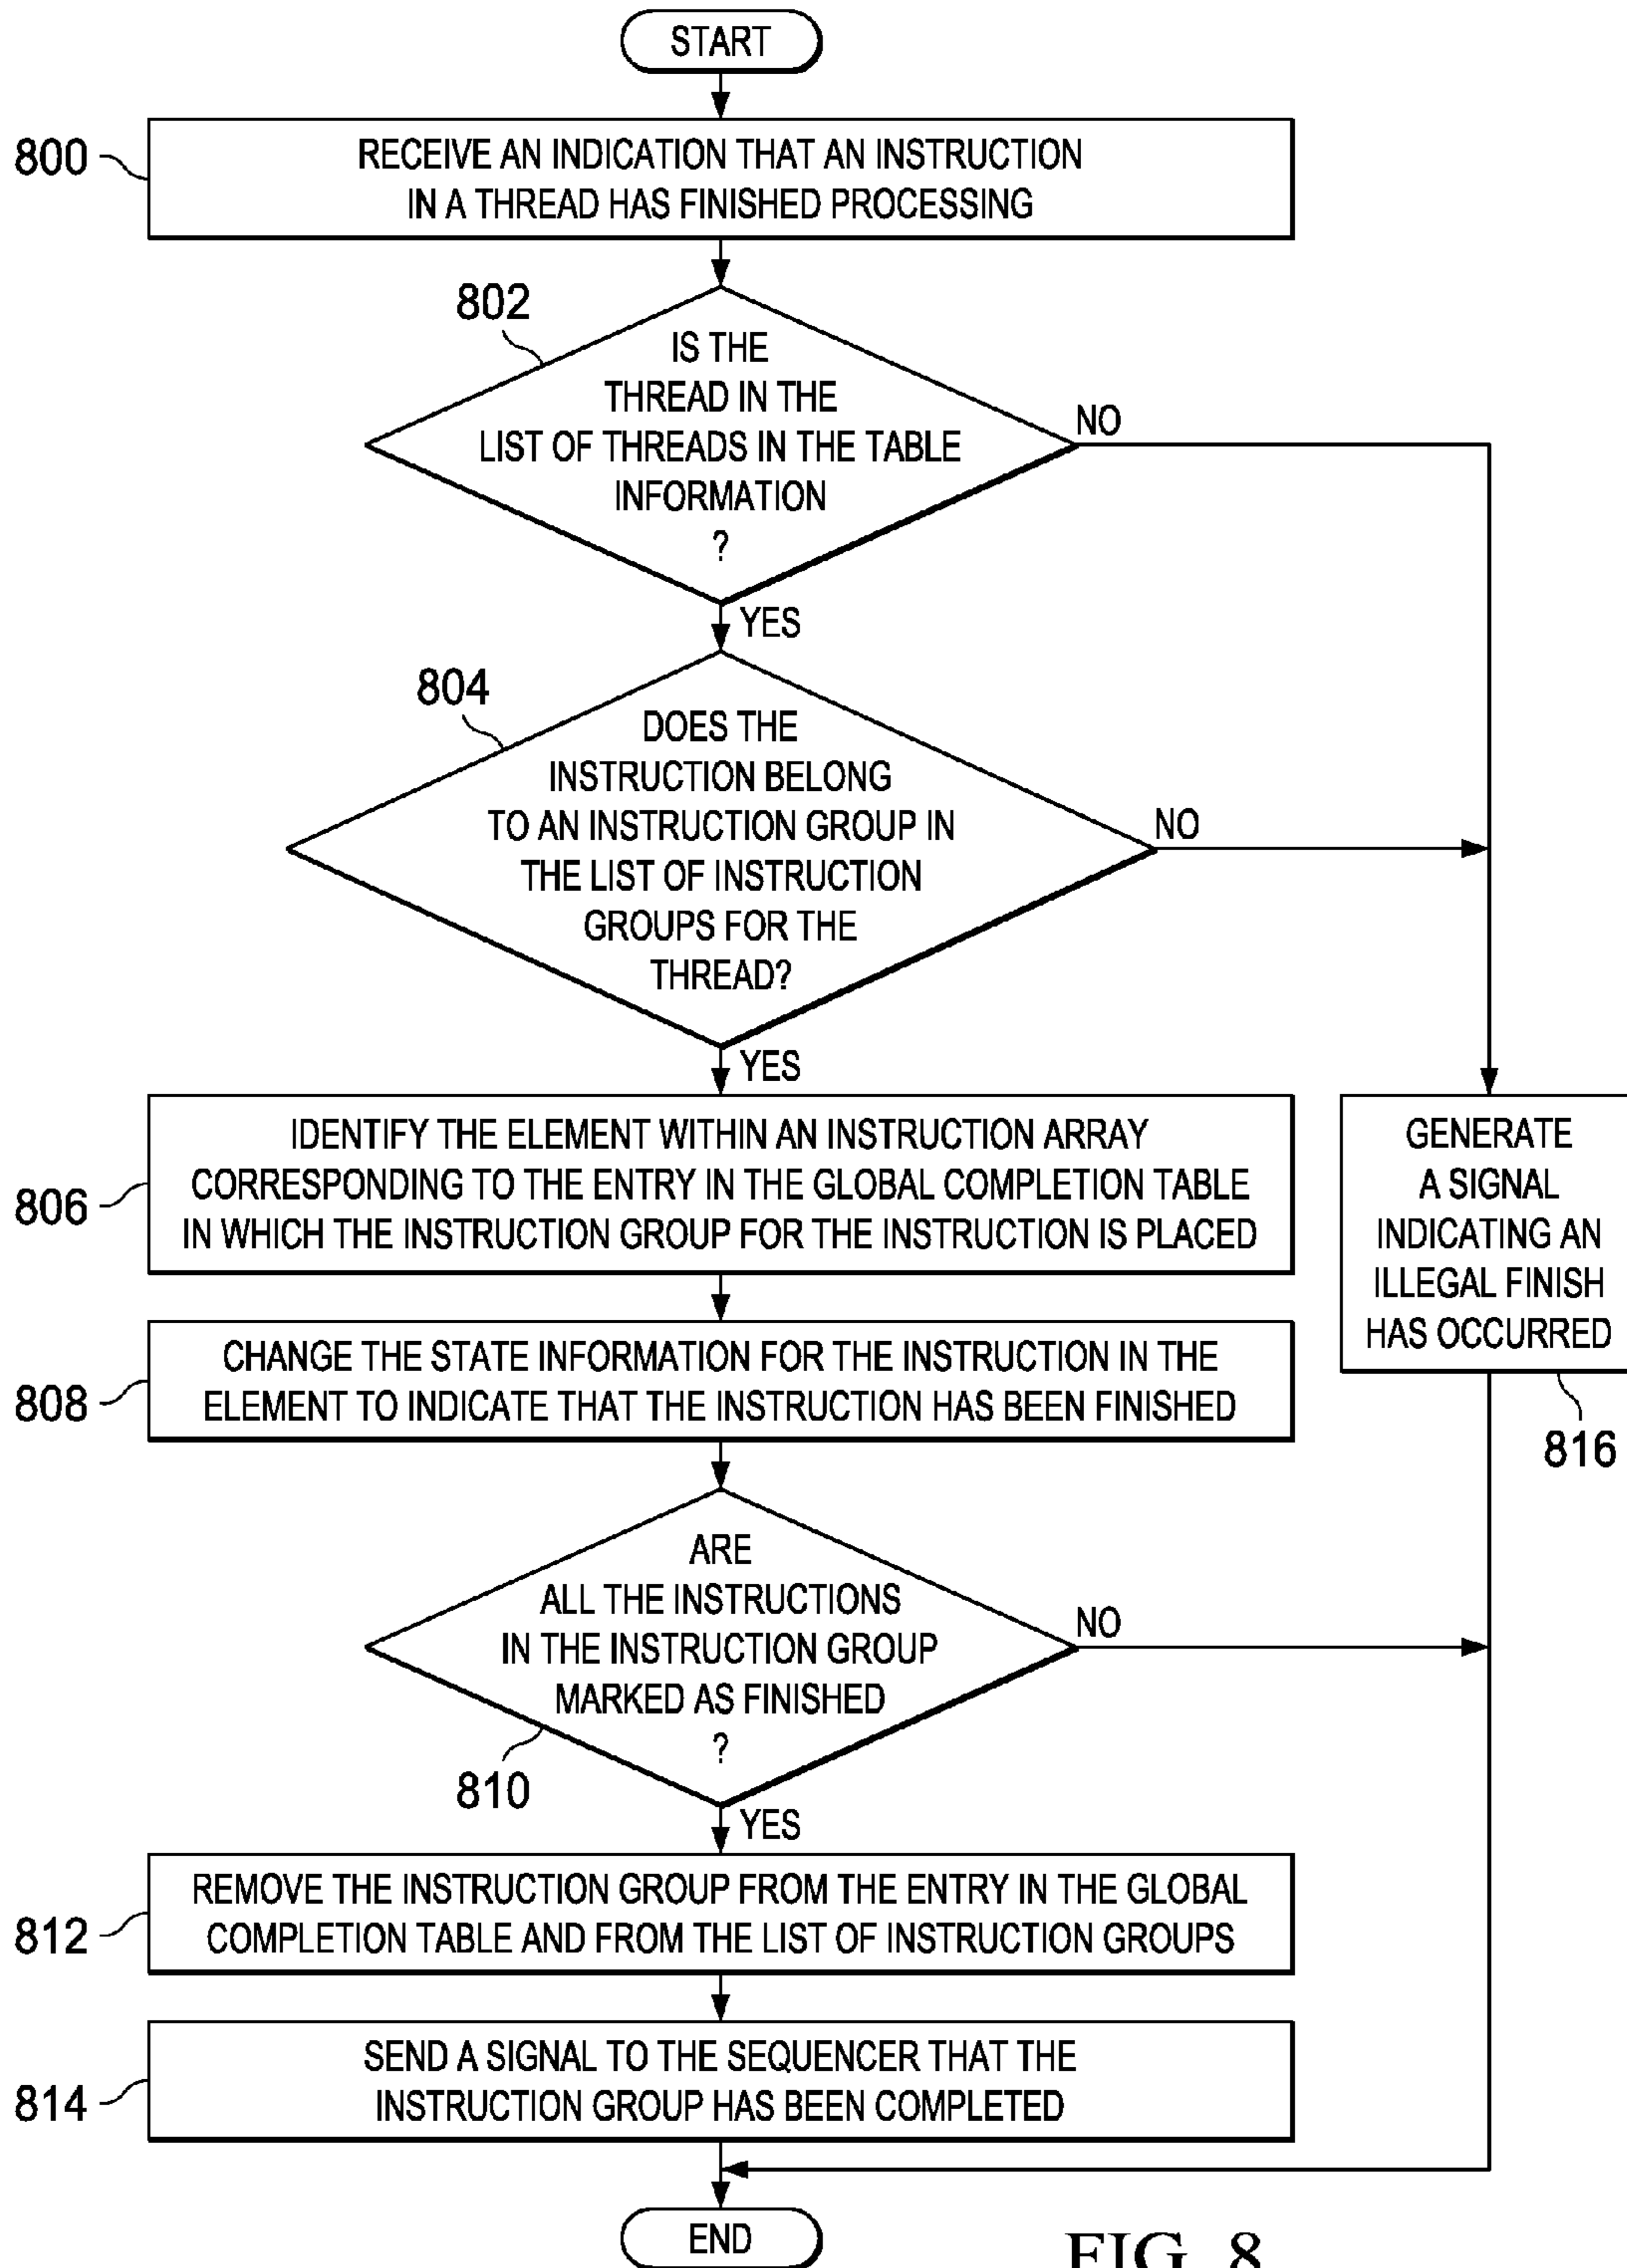 START
800
RECEIVE AN INDICATION THAT AN INSTRUCTION
IN A THREAD HAS FINISHED PROCESSING
802
IS THE
THREAD IN THE
LIST OF THREADS IN THE TABLE
INFORMATION
?
NO
YES
804
DOES THE
INSTRUCTION BELONG
TO AN INSTRUCTION GROUP IN
THE LIST OF INSTRUCTION
GROUPS FOR THE
THREAD?
NO
YES
806
IDENTIFY THE ELEMENT WITHIN AN INSTRUCTION ARRAY
CORRESPONDING TO THE ENTRY IN THE GLOBAL COMPLETION TABLE
IN WHICH THE INSTRUCTION GROUP FOR THE INSTRUCTION IS PLACED
GENERATE
A SIGNAL
INDICATING AN
ILLEGAL FINISH
HAS OCCURRED
816
808
CHANGE THE STATE INFORMATION FOR THE INSTRUCTION IN THE
ELEMENT TO INDICATE THAT THE INSTRUCTION HAS BEEN FINISHED
ARE
ALL THE INSTRUCTIONS
IN THE INSTRUCTION GROUP
MARKED AS FINISHED
?
NO
810
YES
812
REMOVE THE INSTRUCTION GROUP FROM THE ENTRY IN THE GLOBAL
COMPLETION TABLE AND FROM THE LIST OF INSTRUCTION GROUPS
814
SEND A SIGNAL TO THE SEQUENCER THAT THE
INSTRUCTION GROUP HAS BEEN COMPLETED
END
FIG. 8